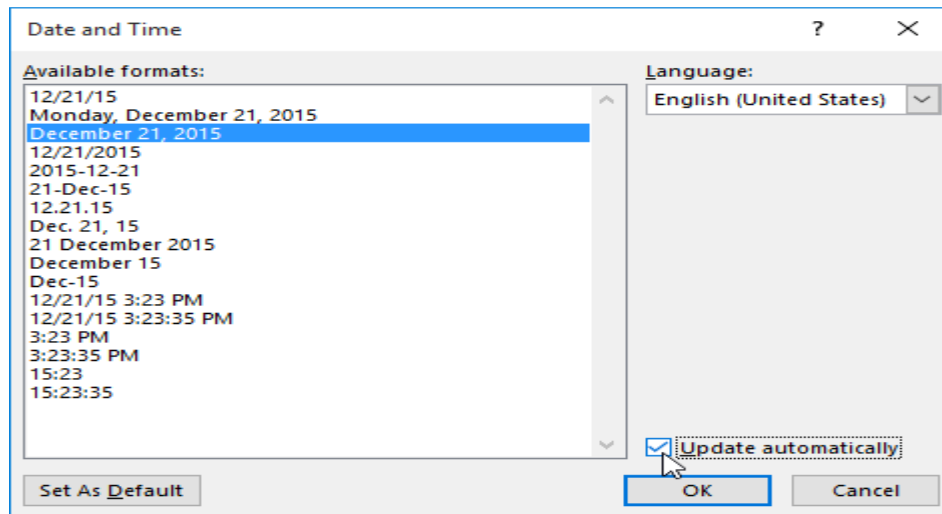 Date and Time
?
Available formats:
12/21/15
Monday, December 21, 2015
December 21, 2015
12/21/2015
2015-12-21
21-Dec-15
12.21.15
Dec. 21, 15
21 December 2015
December 15
Dec-15
12/21/15 3:23 PM
12/21/15 3:23:35 PM
3:23 PM
3:23:35 PM
15:23
15:23:35
Language:
English (United States)
Update automatically
Set As Default
OK
Cancel